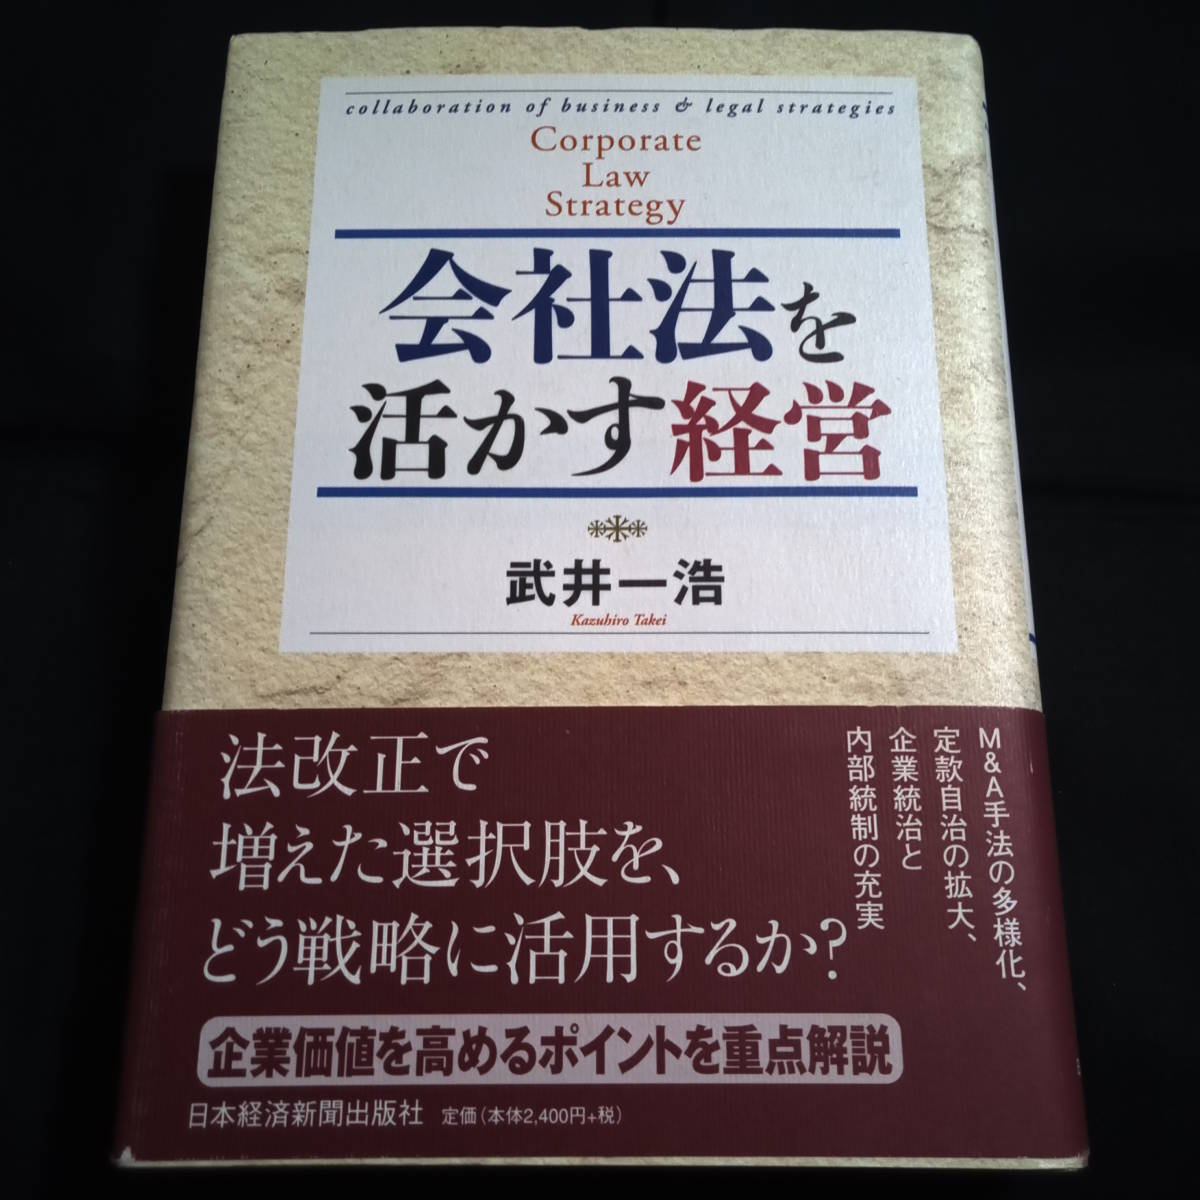 collaboration of business & legal strategies
Corporate
Law
Strategy
会社法を
活かす経営
武井一浩
Kazuhiro Takei
M&A手法の多様化、
定款自治の拡大、
企業統治と
内部統制の充実
法改正で
増えた選択肢を、
どう戦略に活用するか?
企業価値を高めるポイントを重点解説
日本経済新聞出版社 定価(本体2,400円+税)